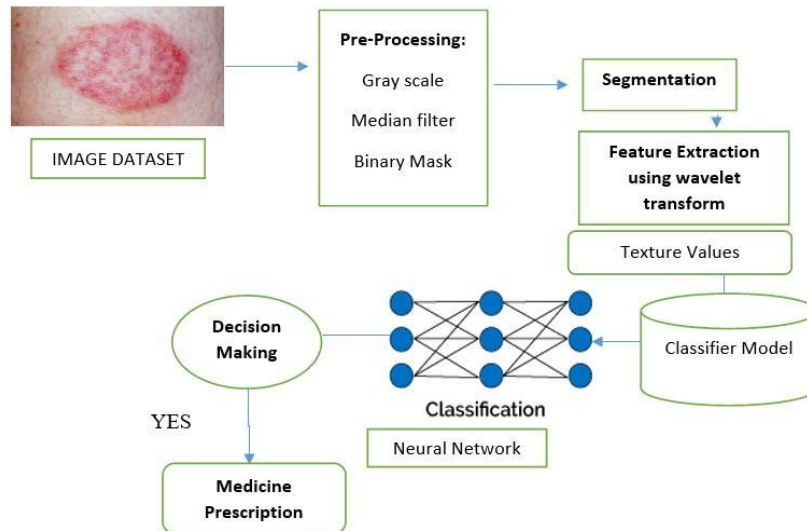 IMAGE DATASET
Pre-Processing:
Gray scale
Median filter
Binary Mask
Segmentation
Feature Extraction
using wavelet
transform
Texture Values
Classifier Model
Classification
Neural Network
Decision
Making
YES
Medicine
Prescription